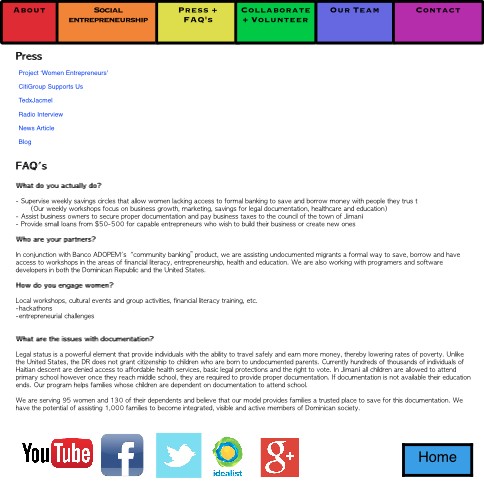 ABOUT
SOCIAL
ENTREPRENEURSHIP
PRESS +
FAQ'S
COLLABORATE
+ VOLUNTEER
OUR TEAM
CONTACT
Press
Project 'Women Entrepreneurs'
CitiGroup Supports Us
TedxJacmel
Radio Interview
News Article
Blog
FAQ's
What do you actually do?
- Supervise weekly savings circles that allow women lacking access to formal banking to save and borrow money with people they trus t
(Our weekly workshops focus on business growth, marketing, savings for legal documentation, healthcare and education)
- Assist business owners to secure proper documentation and pay business taxes to the council of the town of Jimani
- Provide small loans from $50-500 for capable entrepreneurs who wish to build their business or create new ones
Who are your partners?
In conjunction with Banco ADOPEM's "community banking" product, we are assisting undocumented migrants a formal way to save, borrow and have
access to workshops in the areas of financial literacy, entrepreneurship, health and education. We are also working with programers and software
developers in both the Dominican Republic and the United States.
How do you engage women?
Local workshops, cultural events and group activities, financial literacy training, etc.
-hackathons
-entrepreneurial challenges
What are the issues with documentation?
Legal status is a powerful element that provide individuals with the ability to travel safely and earn more money, thereby lowering rates of poverty. Unlike
the United States, the DR does not grant citizenship to children who are born to undocumented parents. Currently hundreds of thousands of individuals of
Haitian descent are denied access to affordable health services, basic legal protections and the right to vote. In Jimani all children are allowed to attend
primary school however once they reach middle school, they are required to provide proper documentation. If documentation is not available their education
ends. Our program helps families whose children are dependent on documentation to attend school.
We are serving 95 women and 130 of their dependents and believe that our model provides families a trusted place to save for this documentation. We
have the potential of assisting 1,000 families to become integrated, visible and active members of Dominican society.
YouTube
f
idealist
g+
Home